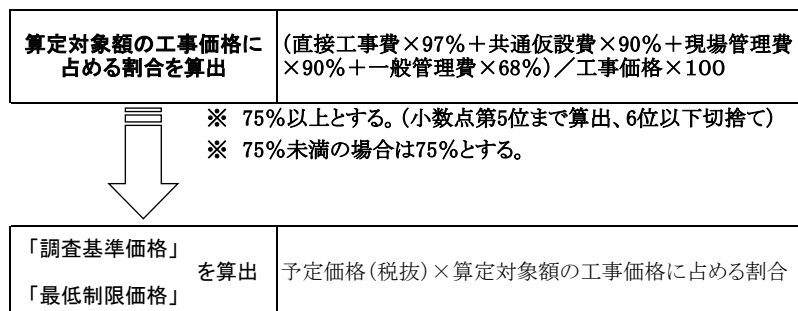 算定対象額の工事価格に
占める割合を算出
(直接工事費×97%+共通仮設費×90%+現場管理費
×90%+一般管理費×68%)/工事価格×100
※ 75%以上とする。(小数点第5位まで算出、6位以下切捨て)
※ 75%未満の場合は75%とする。
「調査基準価格」
を算出
「最低制限価格」
予定価格(税抜)×算定対象額の工事価格に占める割合